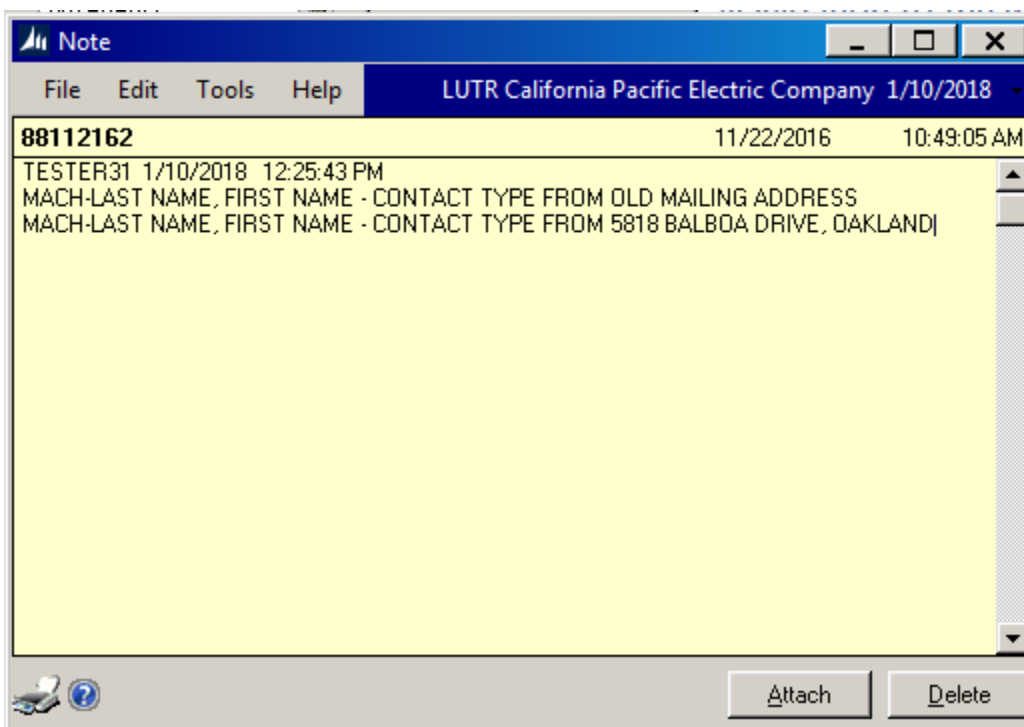 Note
File Edit Tools Help LUTR California Pacific Electric Company 1/10/2018
88112162 11/22/2016 10:49:05 AM
TESTER31 1/10/2018 12:25:43 PM
MACH-LAST NAME, FIRST NAME - CONTACT TYPE FROM OLD MAILING ADDRESS
MACH-LAST NAME, FIRST NAME - CONTACT TYPE FROM 5818 BALBOA DRIVE, OAKLAND
Attach Delete